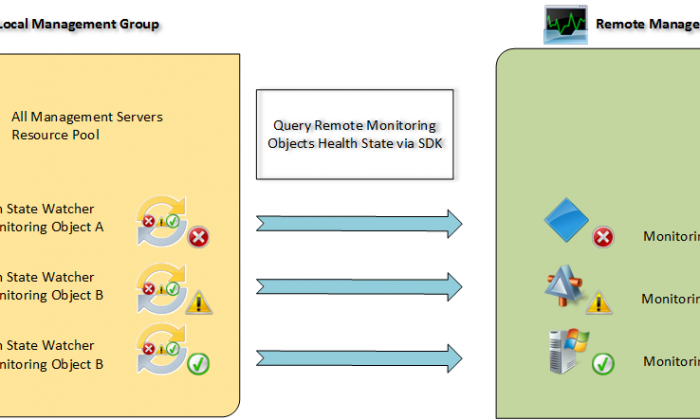 Local Management Group
Remote Manage
All Management Servers
Resource Pool
Query Remote Monitoring
Objects Health State via SDK
n State Watcher
nitoring Object A
Monitorin
n State Watcher
nitoring Object B
Monitorin
n State Watcher
nitoring Object B
Monitorin